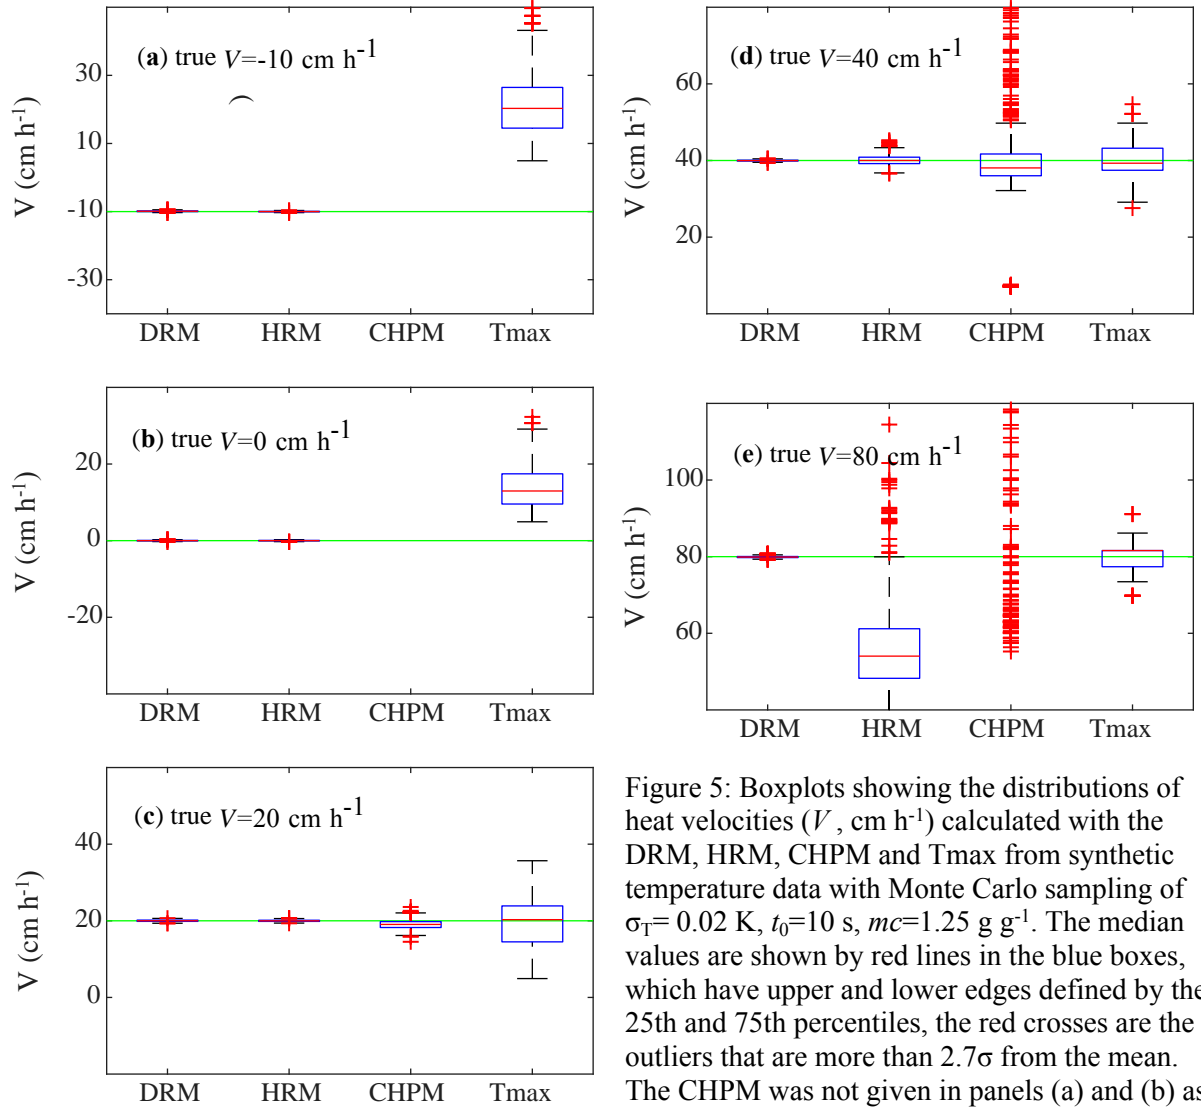 (a) true V=-10 cm h-1
V (cm h-1)
30
10
-10
-30
DRM HRM CHPM Tmax
(b) true V=0 cm h-1
V (cm h-1)
20
0
-20
DRM HRM CHPM Tmax
(c) true V=20 cm h-1
V (cm h-1)
40
20
0
DRM HRM CHPM Tmax
(d) true V=40 cm h-1
V (cm h-1)
60
40
20
DRM HRM CHPM Tmax
(e) true V=80 cm h-1
V (cm h-1)
100
80
60
DRM HRM CHPM Tmax
Figure 5: Boxplots showing the distributions of
heat velocities (V , cm h-1) calculated with the
DRM, HRM, CHPM and Tmax from synthetic
temperature data with Monte Carlo sampling of
σT= 0.02 K, t0=10 s, mc=1.25 g g-1. The median
values are shown by red lines in the blue boxes,
which have upper and lower edges defined by the
25th and 75th percentiles, the red crosses are the
outliers that are more than 2.7σ from the mean.
The CHPM was not given in panels (a) and (b) as